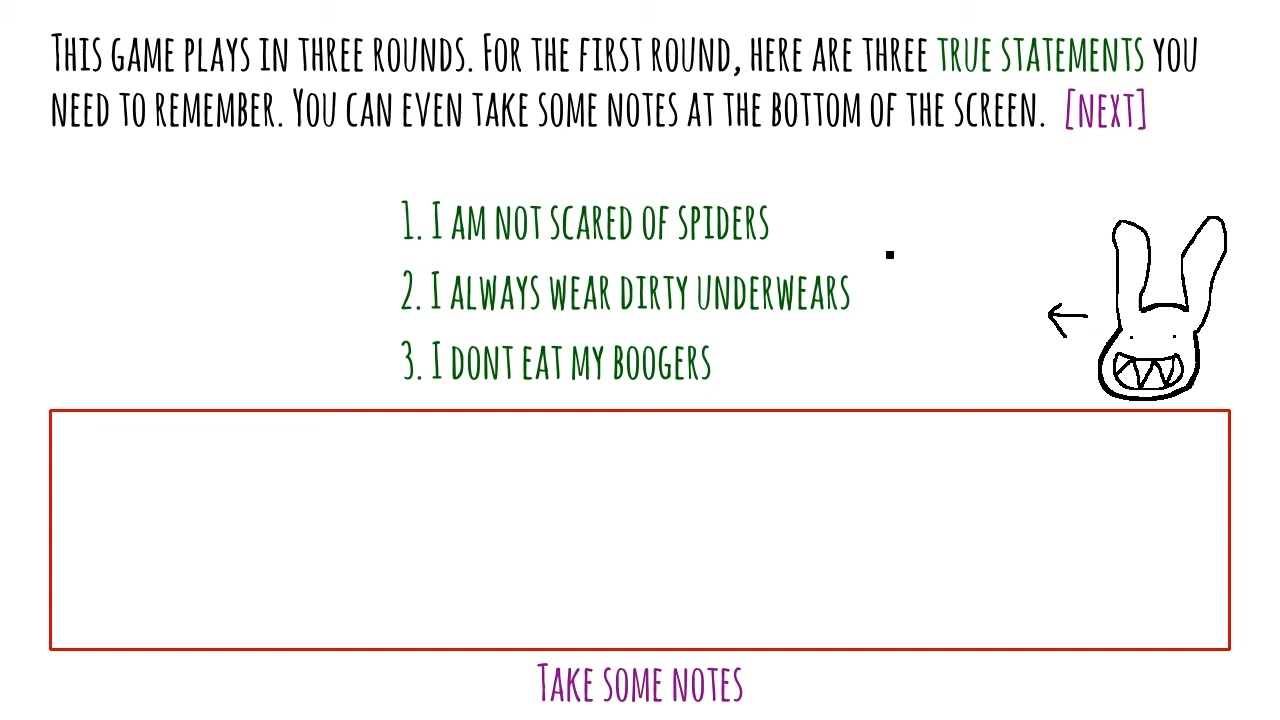 This game plays in three rounds. For the first round, here are three true statements you
need to remember. You can even take some notes at the bottom of the screen. [next]
1. I am not scared of spiders
2. I always wear dirty underwears
3. I dont eat my boogers
Take some notes